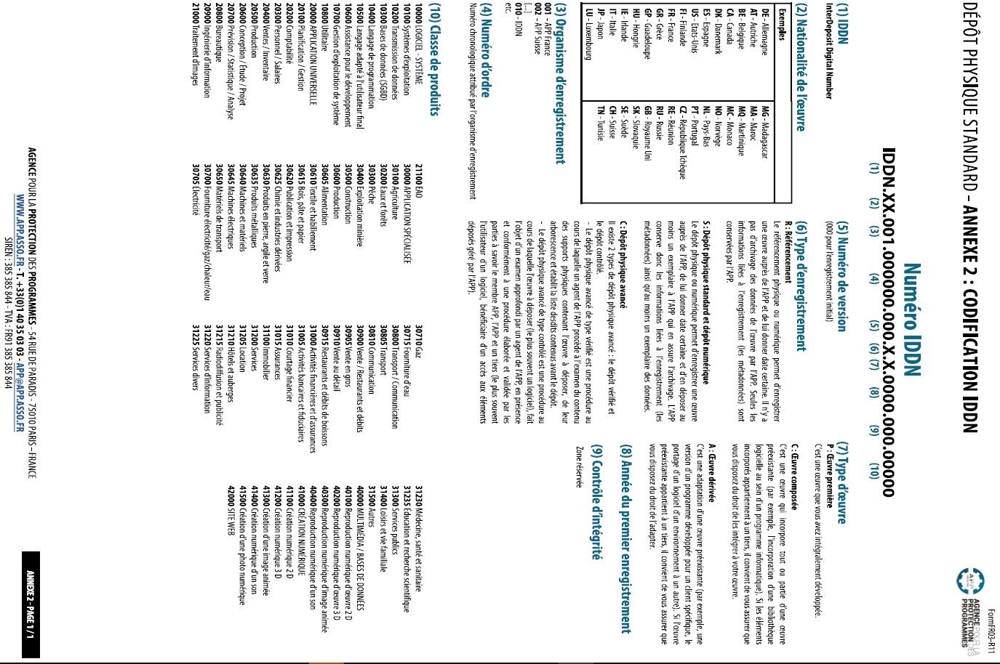 FormFR03–R11
DÉPÔT PHYSIQUE STANDARD – ANNEXE 2 : CODIFICATION IDDN
APP
AGENCE POUR LA
PROTECTION DES
PROGRAMMES
Numéro IDDN
IDDN.XX.001.000000.000.X.X.0000.000.00000
(1) (2) (3) (4) (5) (6) (7) (8) (9) (10)
(1) IDDN
InterDeposit Digital Number
(2) Nationalité de l'œuvre
Exemples
DE - Allemagne
AT - Autriche
BE - Belgique
CA - Canada
DK - Danemark
ES - Espagne
US - Etats-Unis
FI - Finlande
FR - France
GR - Grèce
GP - Guadeloupe
HU - Hongrie
IE - Irlande
IT - Italie
JP - Japon
LU - Luxembourg
MG - Madagascar
MA - Maroc
MQ - Martinique
MC - Monaco
NO - Norvège
NL - Pays-Bas
PT - Portugal
CZ - République Tchèque
RE - Réunion
RU - Russie
GB - Royaume Uni
SK - Slovaquie
SE - Suède
CH - Suisse
TN - Tunisie
(3) Organisme d'enregistrement
001 – APP France
002 – APP Suisse
[...]
010 - IDDN
etc.
(4) Numéro d'ordre
Numéro chronologique attribué par l'organisme d'enregistrement
(5) Numéro de version
(000 pour l'enregistrement initial)
(6) Type d'enregistrement
R : Référencement
Le référencement physique ou numérique permet d'enregistrer
une œuvre auprès de l'APP et de lui donner date certaine. Il n'y a
pas d'archivage des données de l'œuvre par l'APP. Seules les
informations liées à l'enregistrement (les métadonnées) sont
conservées par l'APP.
S : Dépôt physique standard et dépôt numérique
Le dépôt physique ou numérique permet d'enregistrer une œuvre
auprès de l'APP, de lui donner date certaine et d'en déposer au
moins un exemplaire à l'APP qui en assure l'archivage. L'APP
conserve donc les informations liées à l'enregistrement (les
métadonnées) ainsi qu'au moins un exemplaire des données.
C : Dépôt physique avancé
Il existe 2 types de dépôt physique avancé : le dépôt vérifié et
le dépôt contrôlé.
- Le dépôt physique avancé de type vérifié est une procédure au
cours de laquelle un agent de l'APP procède à l'examen du contenu
des supports physiques contenant l'œuvre à déposer, de leur
arborescence et établit la liste desdits contenus avant le dépôt.
- Le dépôt physique avancé de type contrôlé est une procédure au
cours de laquelle l'œuvre à déposer (le plus souvent un logiciel), fait
l'objet d'un examen approfondi par un agent de l'APP, en présence
et conformément à une procédure élaborée et validée par les
parties à savoir le membre APP, l'APP et un tiers (le plus souvent
l'utilisateur d'un logiciel, bénéficiaire d'un accès aux éléments
déposés géré par l'APP).
(7) Type d'œuvre
P : Œuvre première
C'est une œuvre que vous avez intégralement développée.
C : Œuvre composée
C'est une œuvre qui incorpore tout ou partie d'une œuvre
préexistante (par exemple, l'incorporation d'une bibliothèque
logicielle au sein d'un programme informatique). Si les éléments
incorporés appartiennent à un tiers, il convient de vous assurer que
vous disposez du droit de les intégrer à votre œuvre.
A : Œuvre dérivée
C'est une adaptation d'une œuvre préexistante (par exemple, une
version d'un programme développée pour un client spécifique, le
portage d'un logiciel d'un environnement à un autre). Si l'œuvre
préexistante appartient à un tiers, il convient de vous assurer que
vous disposez du droit de l'adapter.
(8) Année du premier enregistrement
(9) Contrôle d'intégrité
Zone réservée
(10) Classe de produits
10000 LOGICIEL - SYSTÈME
10100 Systèmes d'exploitation
10200 Transmission de données
10300 Bases de données (SGBD)
10400 Langage de programmation
10500 Langage adapté à l'utilisateur final
10600 Assistance pour le développement
10700 Gestion d'exploitation de système
10800 Utilitaire
20000 APPLICATION UNIVERSELLE
20100 Planification / Gestion
20200 Comptabilité
20300 Personnel / Salaires
20400 Ventes / Inventaire
20500 Production
20600 Conception / Étude / Projet
20700 Prévision / Statistique / Analyse
20800 Bureautique
20900 Ingénierie d'information
21000 Traitement d'images
21100 EAO
30000 APPLICATION SPÉCIALISÉE
30100 Agriculture
30200 Eaux et forêts
30300 Pêche
30400 Exploitation minière
30500 Construction
30600 Production
30605 Alimentation
30610 Textile et habillement
30615 Bois, pâte et papier
30620 Publication et impression
30625 Chimie et industries dérivées
30630 Produits en pierre, argile et verre
30635 Produits métalliques
30640 Machines et matériels
30645 Machines électriques
30650 Matériels de transport
30700 Fourniture électricité/gaz/chaleur/eau
30705 Électricité
30710 Gaz
30715 Fourniture d'eau
30800 Transport / Communication
30805 Transport
30810 Communication
30900 Vente / Restaurants et débits
30905 Vente en gros
30910 Vente au détail
30915 Restaurants et débits de boissons
31000 Activités financières et d'assurances
31005 Activités bancaires et fiduciaires
31010 Courtage financier
31015 Assurances
31100 Immobilier
31200 Services
31205 Location
31210 Hôtels et auberges
31215 Radiodiffusion et publicité
31220 Services d'information
31225 Services divers
31230 Médecine, santé et sanitaire
31235 Éducation et recherche scientifique
31300 Services publics
31400 Loisirs et vie familiale
31500 Autres
40000 MULTIMÉDIA / BASES DE DONNÉES
40100 Reproduction numérique d'œuvre 2 D
40200 Reproduction numérique d'œuvre 3 D
40300 Reproduction numérique d'image animée
40400 Reproduction numérique d'un son
41000 CRÉATION NUMÉRIQUE
41100 Création numérique 2 D
41200 Création numérique 3 D
41300 Création d'une image animée
41400 Création numérique d'un son
41500 Création d'une photo numérique
42000 SITE WEB
AGENCE POUR LA PROTECTION DES PROGRAMMES – 54 RUE DE PARADIS - 75010 PARIS – FRANCE
WWW.APP.ASSO.FR - T. +33(0)1 40 35 03 03 - APP@APP.ASSO.FR
SIREN : 385 385 844 - TVA : FR91 385 385 844
ANNEXE 2 - PAGE 1 / 1